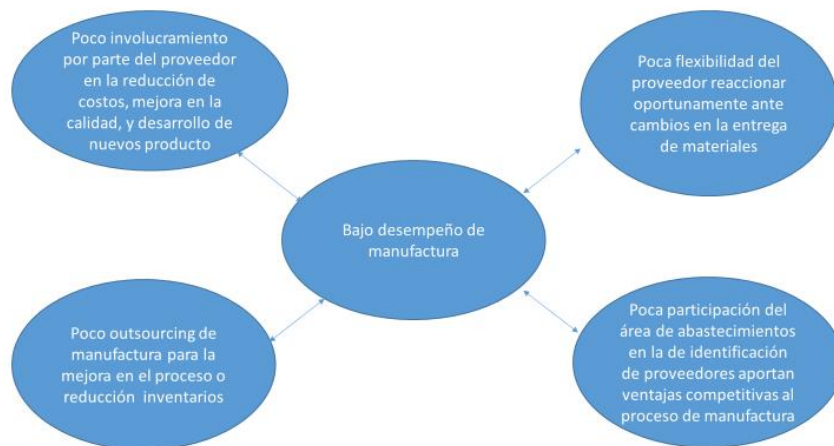 Poco involucramiento
por parte del proveedor
en la reducción de
costos, mejora en la
calidad, y desarrollo de
nuevos producto
Poca flexibilidad del
proveedor reaccionar
oportunamente ante
cambios en la entrega
de materiales
Bajo desempeño de
manufactura
Poco outsourcing de
manufactura para la
mejora en el proceso o
reducción inventarios
Poca participación del
área de abastecimientos
en la de identificación
de proveedores aportan
ventajas competitivas al
proceso de manufactura